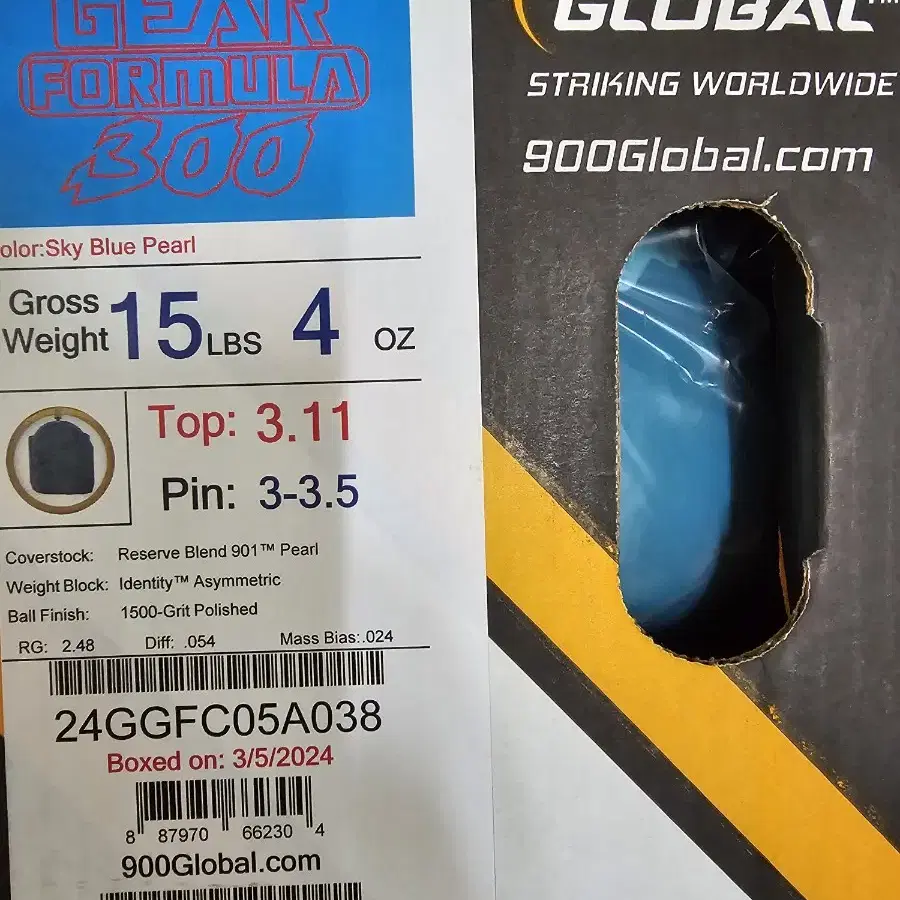 GEAR
FORMULA
300
olor:Sky Blue Pearl
Gross Weight 15 LBS 4 OZ
Top: 3.11
Pin: 3-3.5
Coverstock: Reserve Blend 901™ Pearl
Weight Block: Identity™ Asymmetric
Ball Finish: 1500-Grit Polished
RG: 2.48 Diff: .054 Mass Bias:.024
24GGFC05A038
Boxed on: 3/5/2024
8 87970 66230 4
900Global.com
GLOBAL™
STRIKING WORLDWIDE
900Global.com